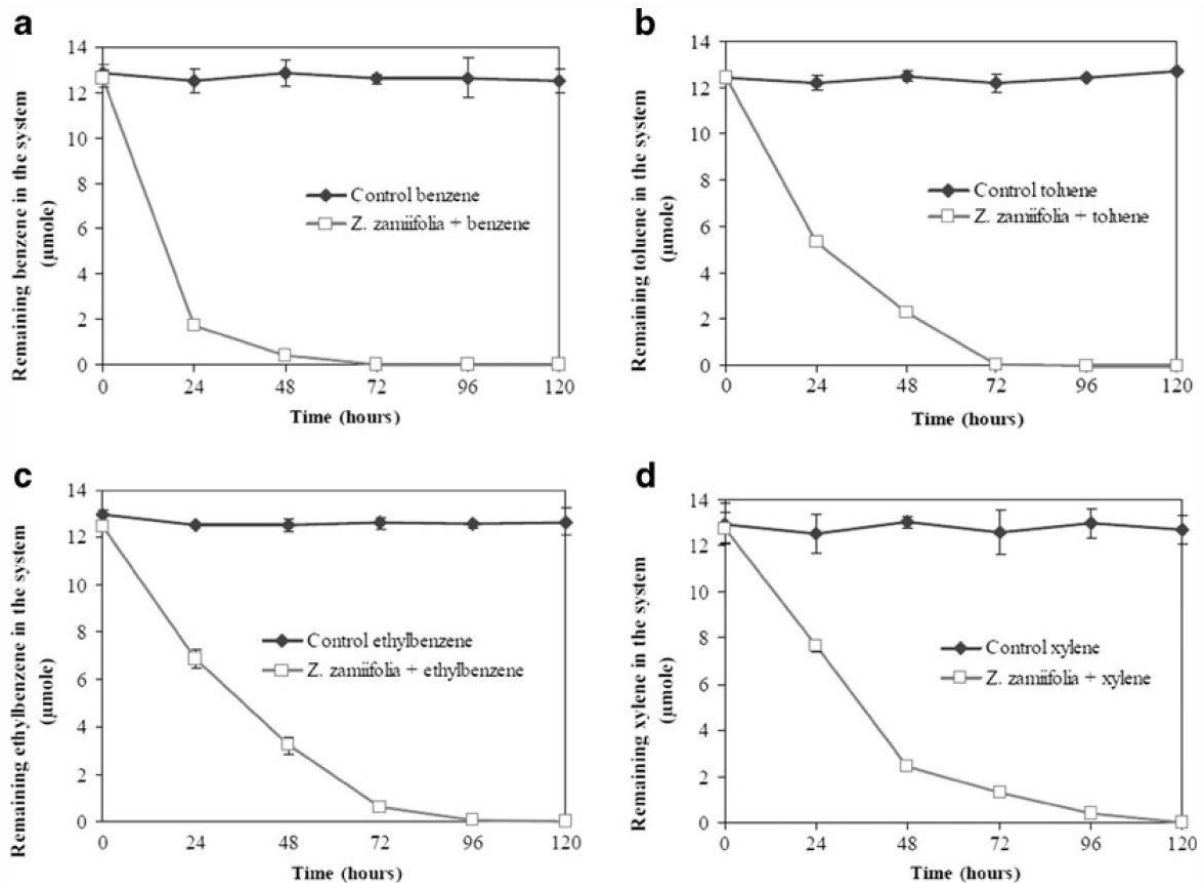 a
Remaining benzene in the system
(µmole)
14
12
10
8
6
4
2
0
Control benzene
Z. zamiifolia + benzene
0 24 48 72 96 120
Time (hours)
b
Remaining toluene in the system
(µmole)
14
12
10
8
6
4
2
0
Control toluene
Z. zamiifolia + toluene
0 24 48 72 96 120
Time (hours)
c
Remaining ethylbenzene in the system
(µmole)
14
12
10
8
6
4
2
0
Control ethylbenzene
Z. zamiifolia + ethylbenzene
0 24 48 72 96 120
Time (hours)
d
Remaining xylene in the system
(µmole)
14
12
10
8
6
4
2
0
Control xylene
Z. zamiifolia + xylene
0 24 48 72 96 120
Time (hours)